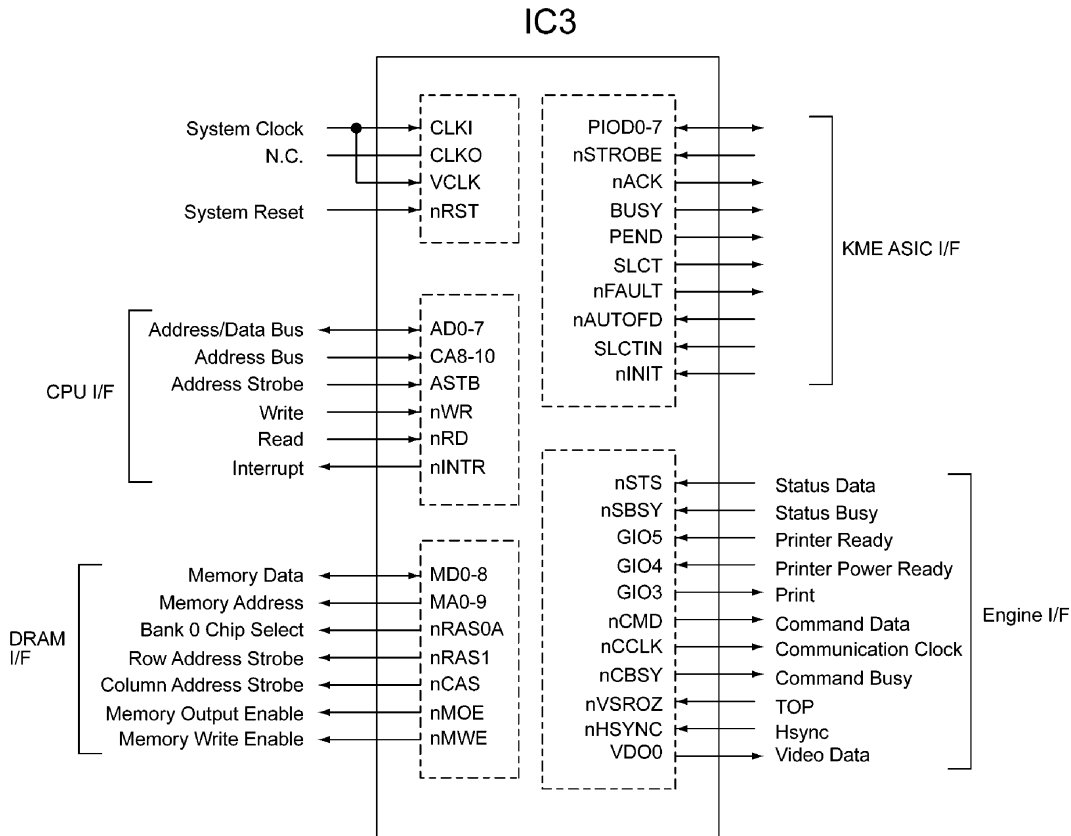 IC3
System Clock CLKI
N.C. CLKO
VCLK
System Reset nRST
CPU I/F
Address/Data Bus AD0-7
Address Bus CA8-10
Address Strobe ASTB
Write nWR
Read nRD
Interrupt nINTR
DRAM
I/F
Memory Data MD0-8
Memory Address MA0-9
Bank 0 Chip Select nRAS0A
Row Address Strobe nRAS1
Column Address Strobe nCAS
Memory Output Enable nMOE
Memory Write Enable nMWE
PIOD0-7
nSTROBE
nACK
BUSY
PEND
SLCT
nFAULT
nAUTOFD
SLCTIN
nINIT
KME ASIC I/F
nSTS Status Data
nSBSY Status Busy
GIO5 Printer Ready
GIO4 Printer Power Ready
GIO3 Print
nCMD Command Data
nCCLK Communication Clock
nCBSY Command Busy
nVSROZ TOP
nHSYNC Hsync
VDO0 Video Data
Engine I/F